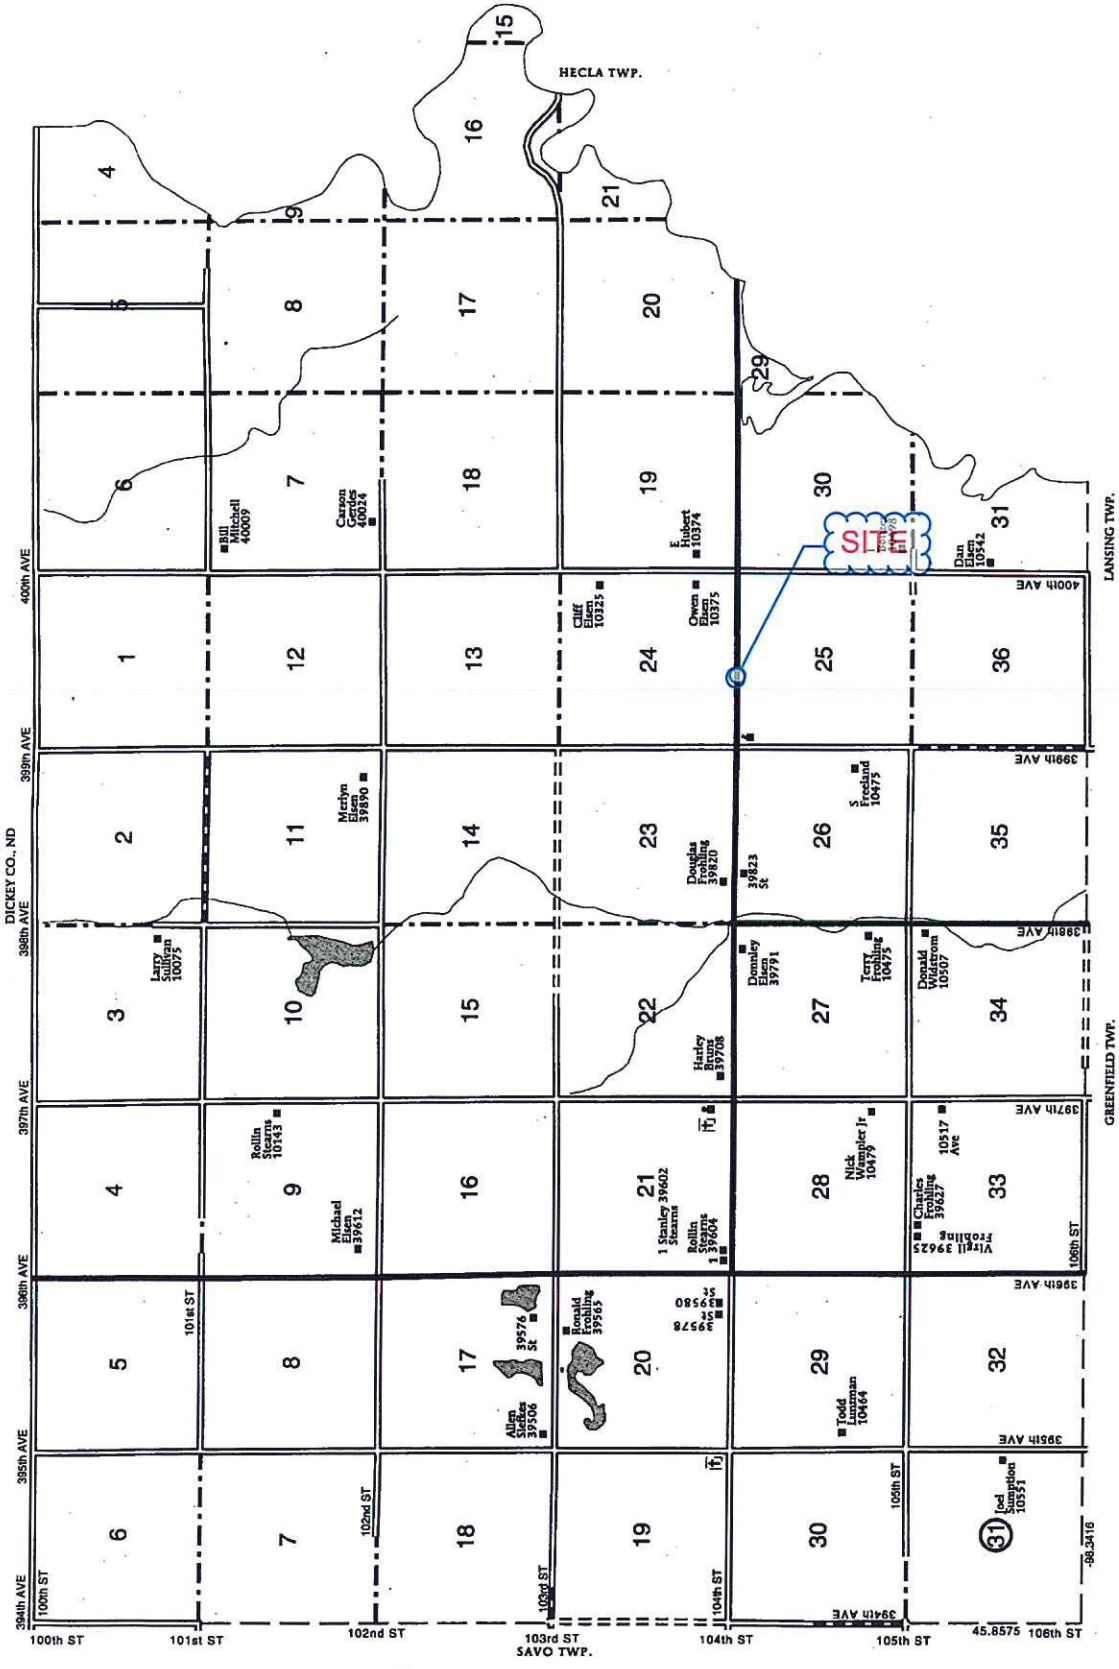 DICKEY CO., ND
394th AVE
395th AVE
396th AVE
397th AVE
398th AVE
399th AVE
400th AVE
100th ST
100th ST
6
5
4
3
2
1
6
5
4
Larry
Sullivan
10075
101st ST
101st ST
7
8
9
10
11
12
7
8
9
Rollin
Stearns
10143
Michael
Elsen
39612
Merlyn
Elsen
39890
Bill
Mitchell
40009
Carson
Gerdes
40024
102nd ST
102nd ST
18
17
16
15
14
13
18
17
16
15
HECLA TWP.
Allen
Siefkes
39506
39576
St
103rd ST
103rd ST
SAVO TWP.
19
20
21
22
23
24
19
20
21
Ronald
Frohling
39565
39578
St
39580
St
1 Stanley 39602
Stearns
Rollin
Stearns
1 39604
Harley
Bruns
39708
Douglas
Frohling
39820
Cliff
Elsen
10325
Owen
Elsen
10375
E
Hubert
10374
104th ST
104th ST
30
29
28
27
26
25
30
29
SITE
Todd
Lunzman
10464
Nick
Wampler Jr
10479
Donnley
Elsen
39791
Terry
Frohling
10475
39823
St
S
Freeland
10475
394th AVE
105th ST
105th ST
31
32
33
34
35
36
31
Joel
Sumption
10551
Virgil 39625
Frohling
Charles
Frohling
39627
10517
Ave
Donald
Widstrom
10507
Dan
Elsen
10542
395th AVE
396th AVE
397th AVE
398th AVE
399th AVE
400th AVE
106th ST
45.8575 106th ST
-98.3416
GREENFIELD TWP.
LANSING TWP.